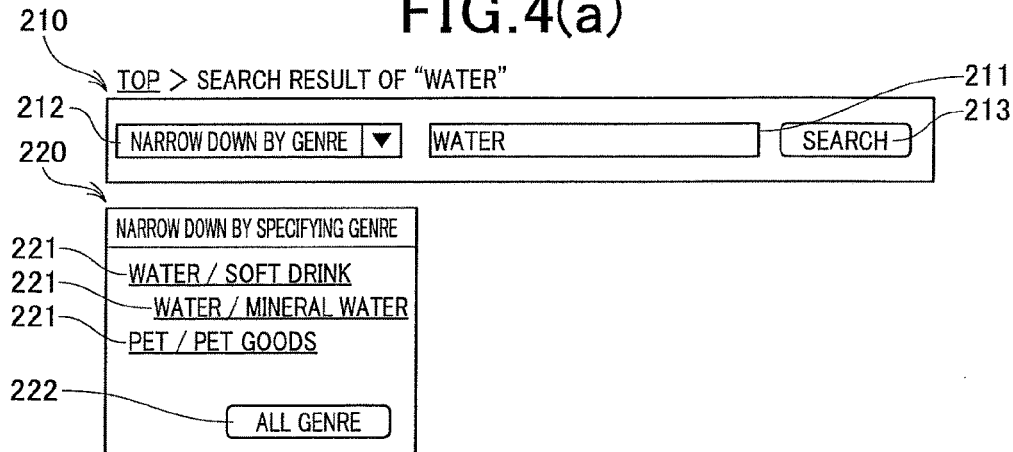 FIG.4(a)
210
TOP > SEARCH RESULT OF “WATER”
211
212
NARROW DOWN BY GENRE ▼
WATER
SEARCH
213
220
NARROW DOWN BY SPECIFYING GENRE
221
WATER / SOFT DRINK
221
WATER / MINERAL WATER
221
PET / PET GOODS
222
ALL GENRE